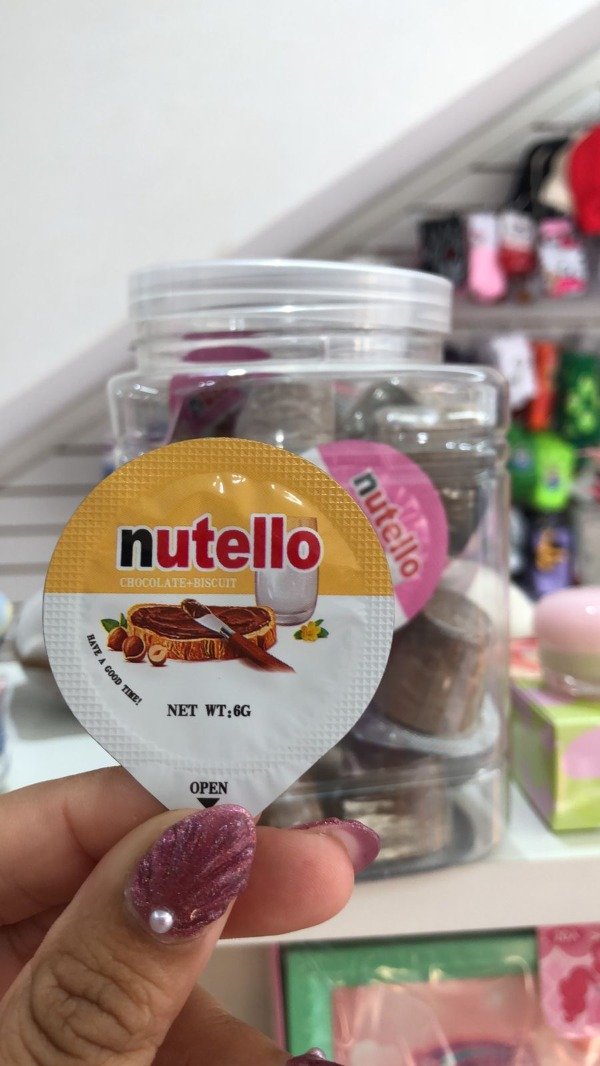 nutello
CHOCOLATE+BISCUIT
HAVE A GOOD TIME!
NET WT:6G
OPEN
nutello